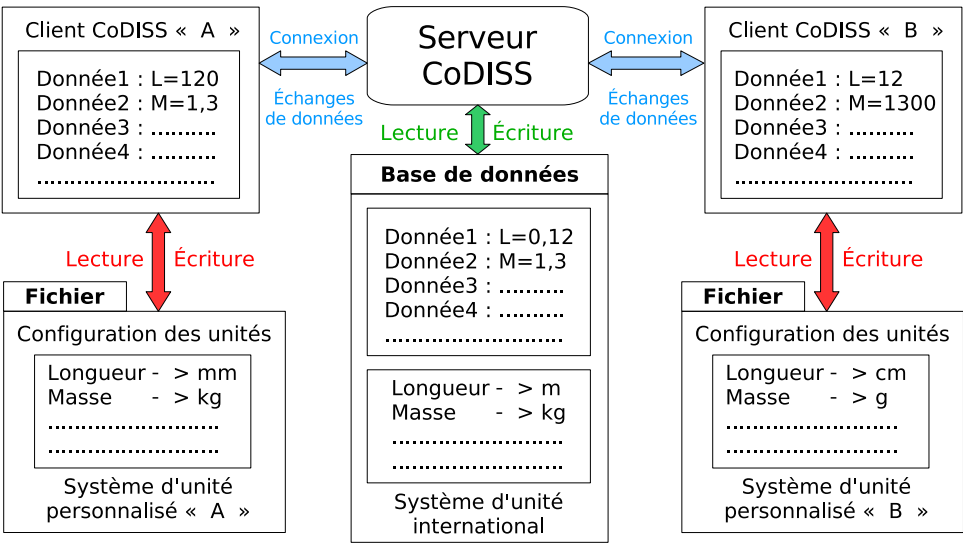 Client CoDISS « A »
Donnée1 : L=120
Donnée2 : M=1,3
Donnée3 : ..........
Donnée4 : ..........
............................
Connexion
Échanges
de données
Serveur
CoDISS
Connexion
Échanges
de données
Client CoDISS « B »
Donnée1 : L=12
Donnée2 : M=1300
Donnée3 : ..........
Donnée4 : ..........
............................
Lecture Écriture
Base de données
Donnée1 : L=0,12
Donnée2 : M=1,3
Donnée3 : ..........
Donnée4 : ..........
............................
Longueur - > m
Masse - > kg
...........................
...........................
Système d'unité
international
Lecture Écriture
Fichier
Configuration des unités
Longueur - > mm
Masse - > kg
...........................
...........................
Système d'unité
personnalisé « A »
Lecture Écriture
Fichier
Configuration des unités
Longueur - > cm
Masse - > g
...........................
...........................
Système d'unité
personnalisé « B »